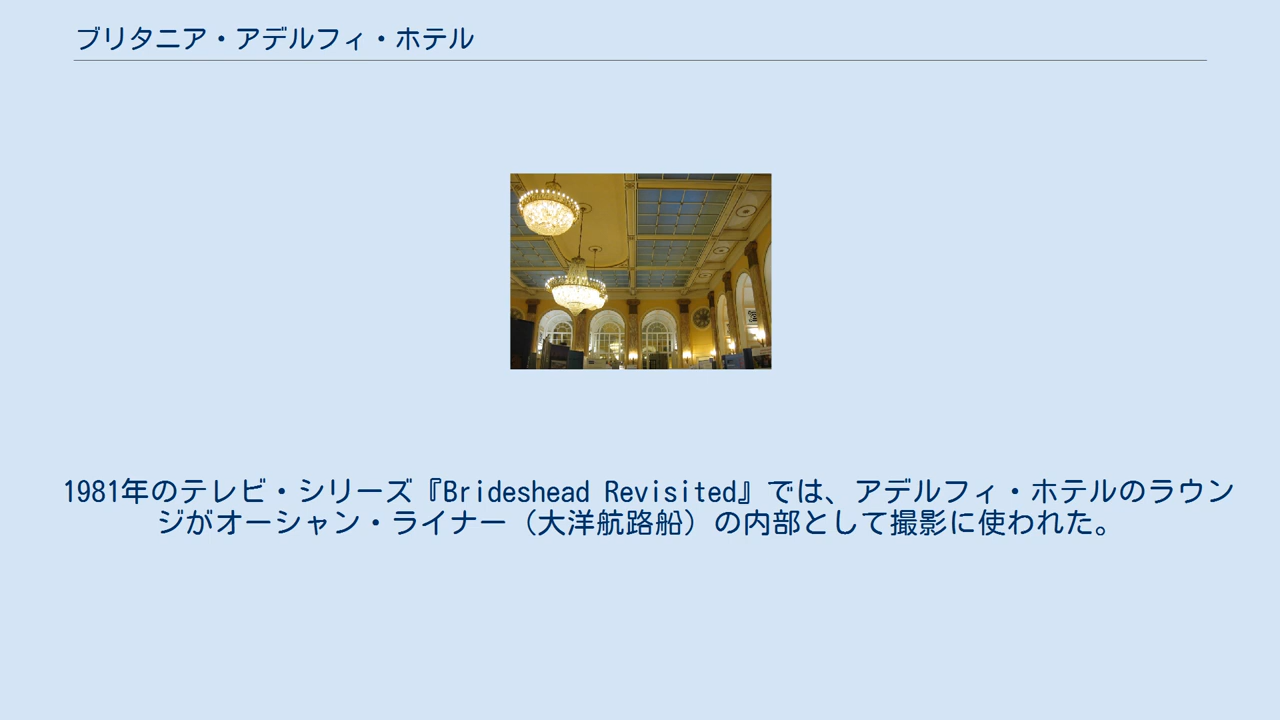 ブリタニア・アデルフィ・ホテル
1981年のテレビ・シリーズ『Brideshead Revisited』では、アデルフィ・ホテルのラウン
ジがオーシャン・ライナー（大洋航路船）の内部として撮影に使われた。